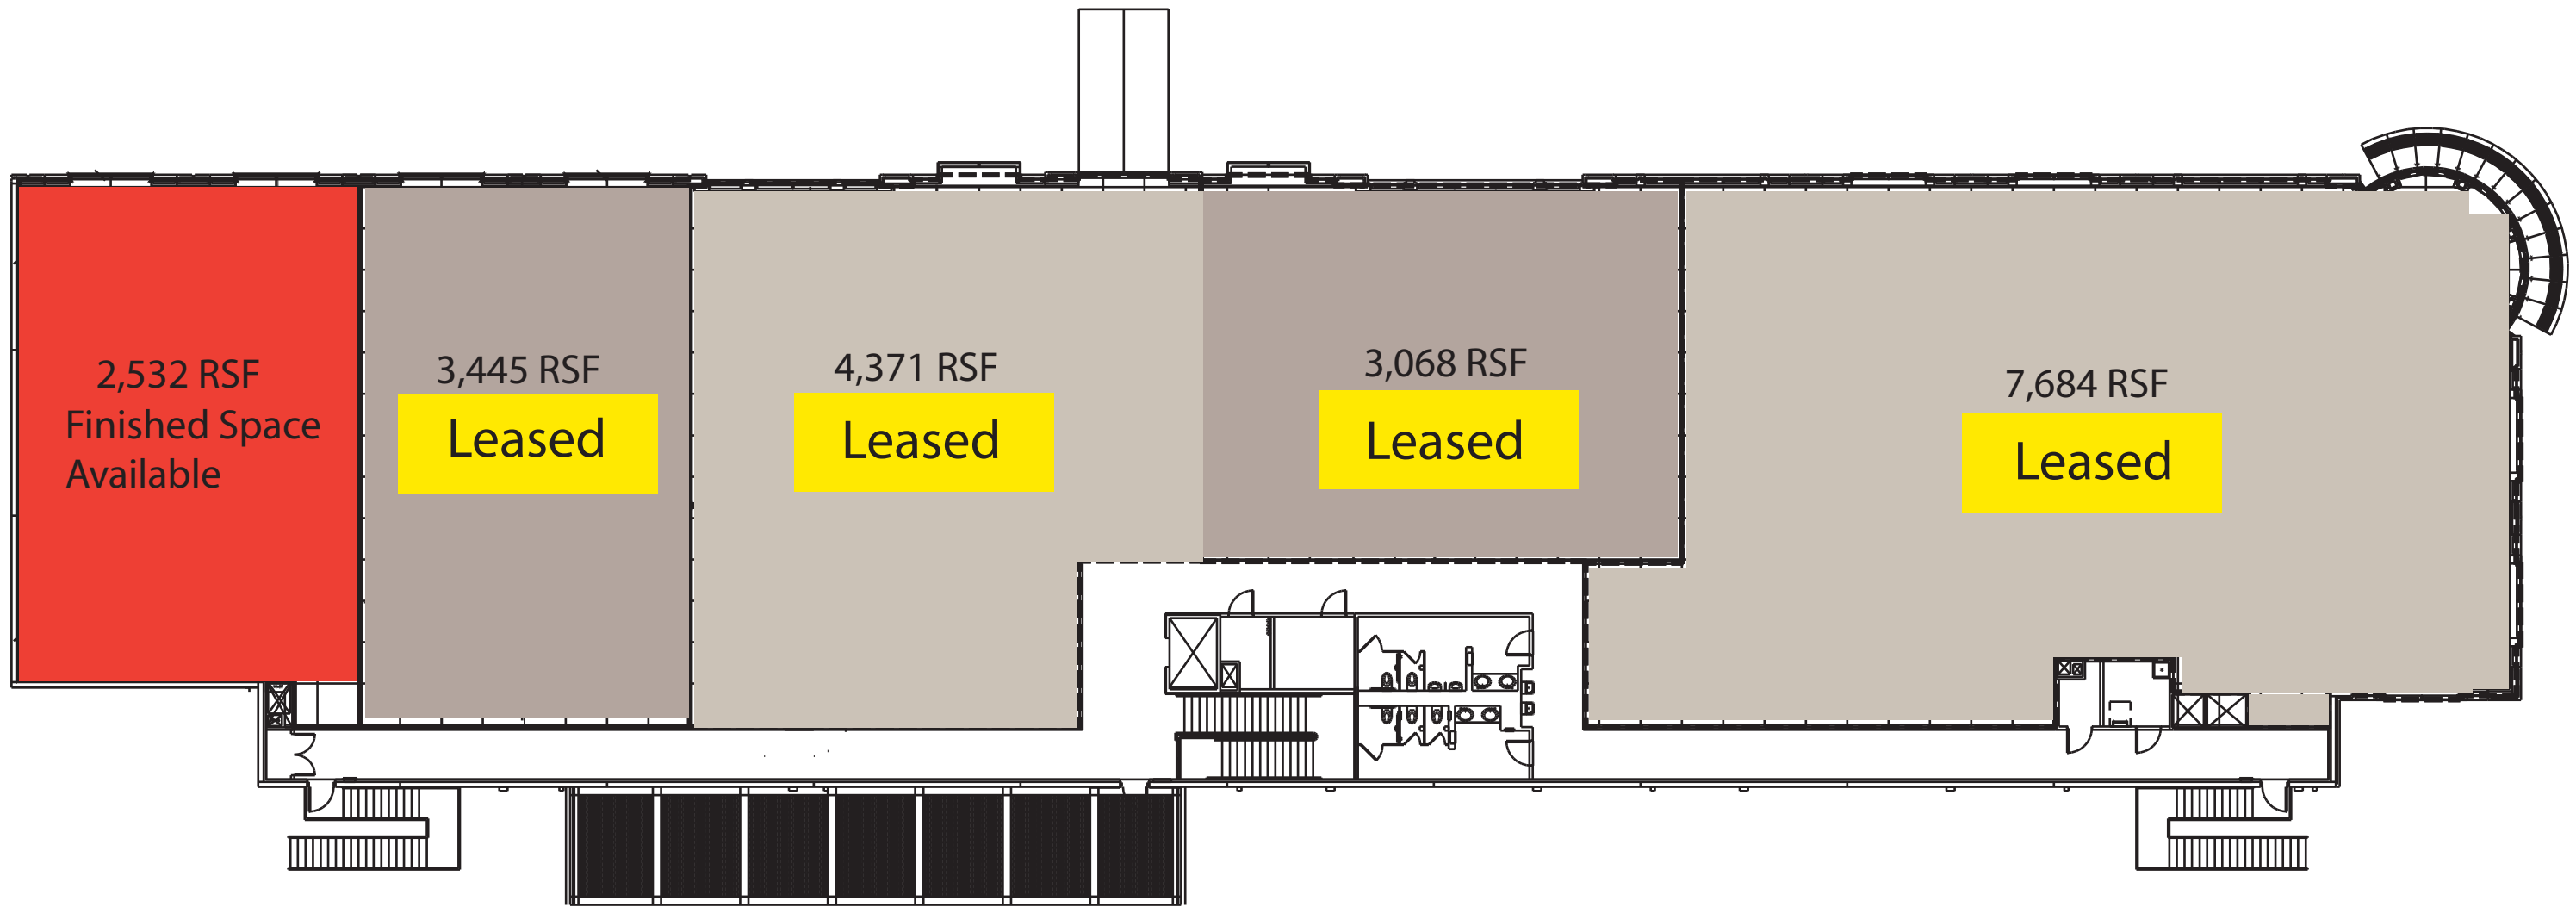 2,532 RSF
Finished Space
Available
3,445 RSF
Leased
4,371 RSF
Leased
3,068 RSF
Leased
7,684 RSF
Leased